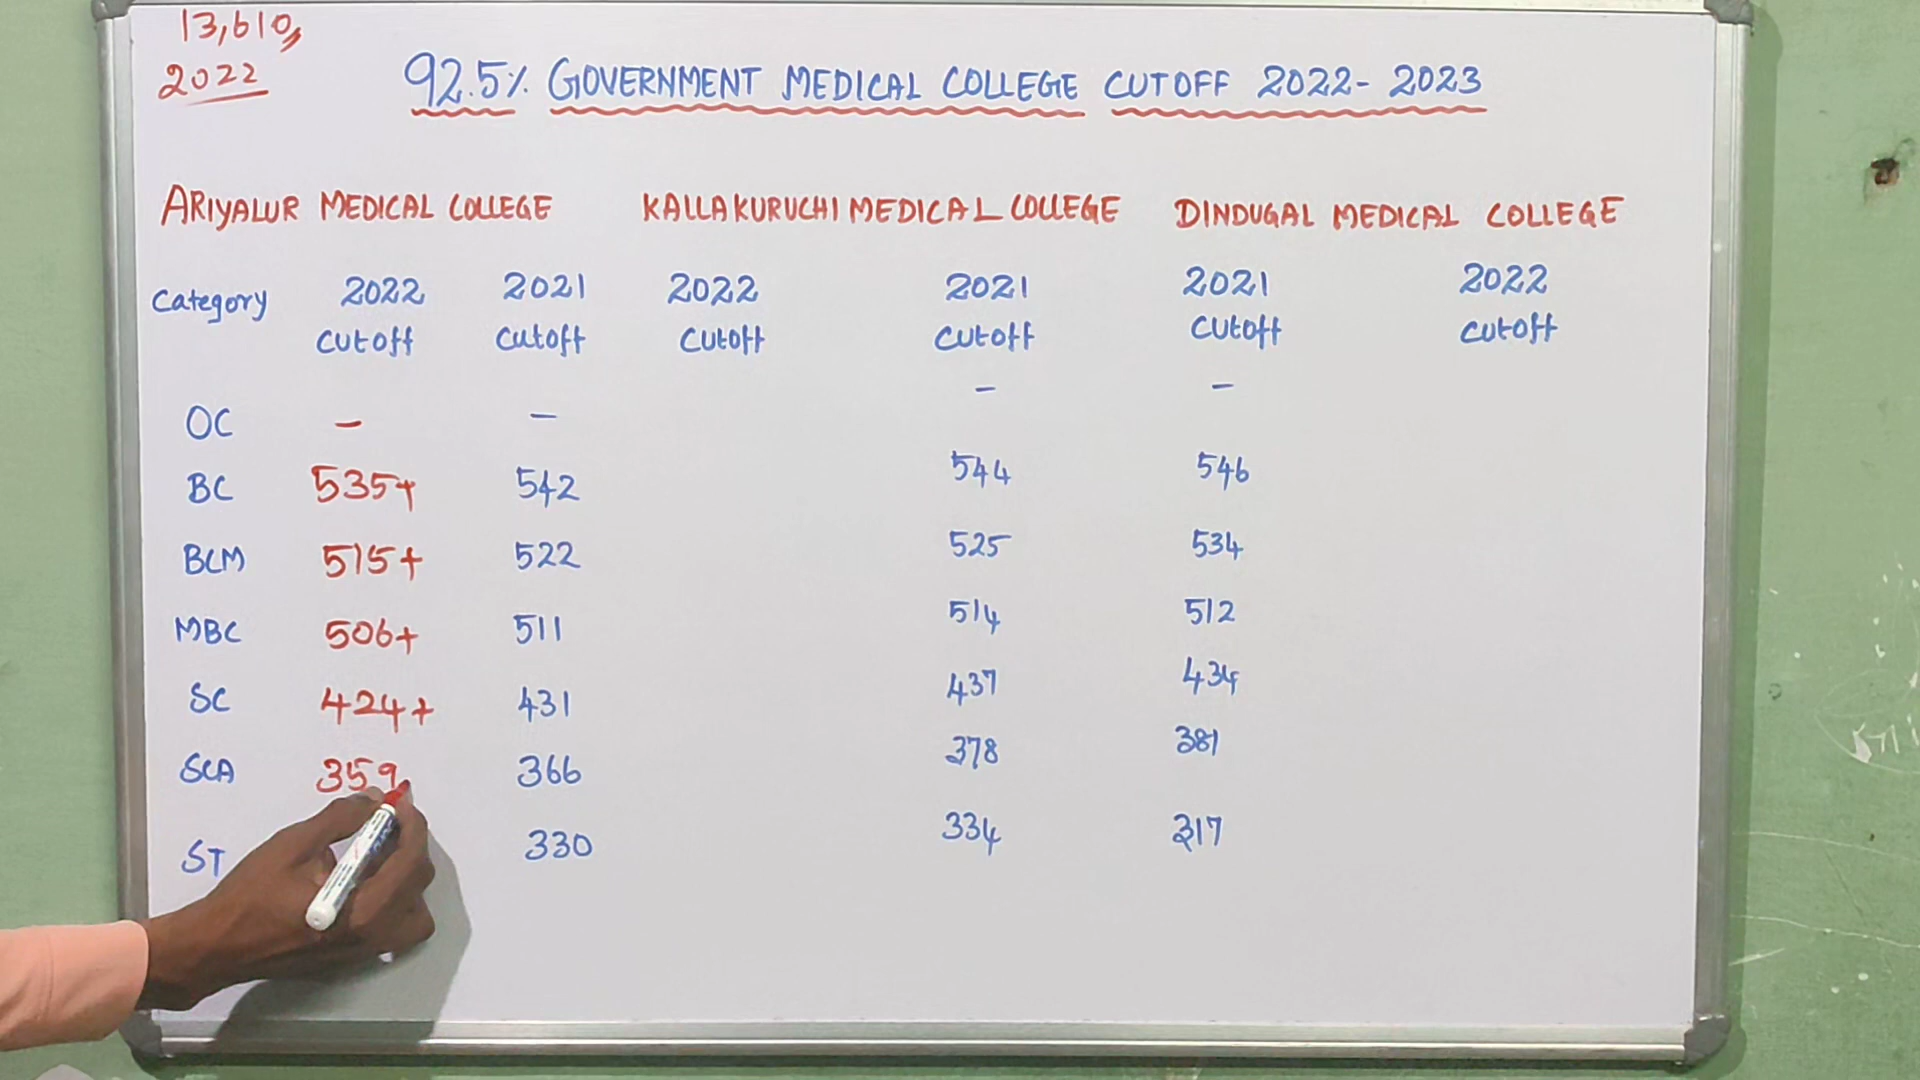 13,610,
2022
92.5% GOVERNMENT MEDICAL COLLEGE CUTOFF 2022-2023
ARIYALUR MEDICAL COLLEGE KALLAKURUCHI MEDICAL COLLEGE DINDUGAL MEDICAL COLLEGE
Category 2022 cutoff 2021 cutoff 2022 cutoff 2021 cutoff 2021 cutoff 2022 cutoff
OC - - - -
BC 535+ 542 544 546
BCM 515+ 522 525 534
MBC 506+ 511 514 512
SC 424+ 431 437 434
SCA 359 366 378 381
ST 330 334 317